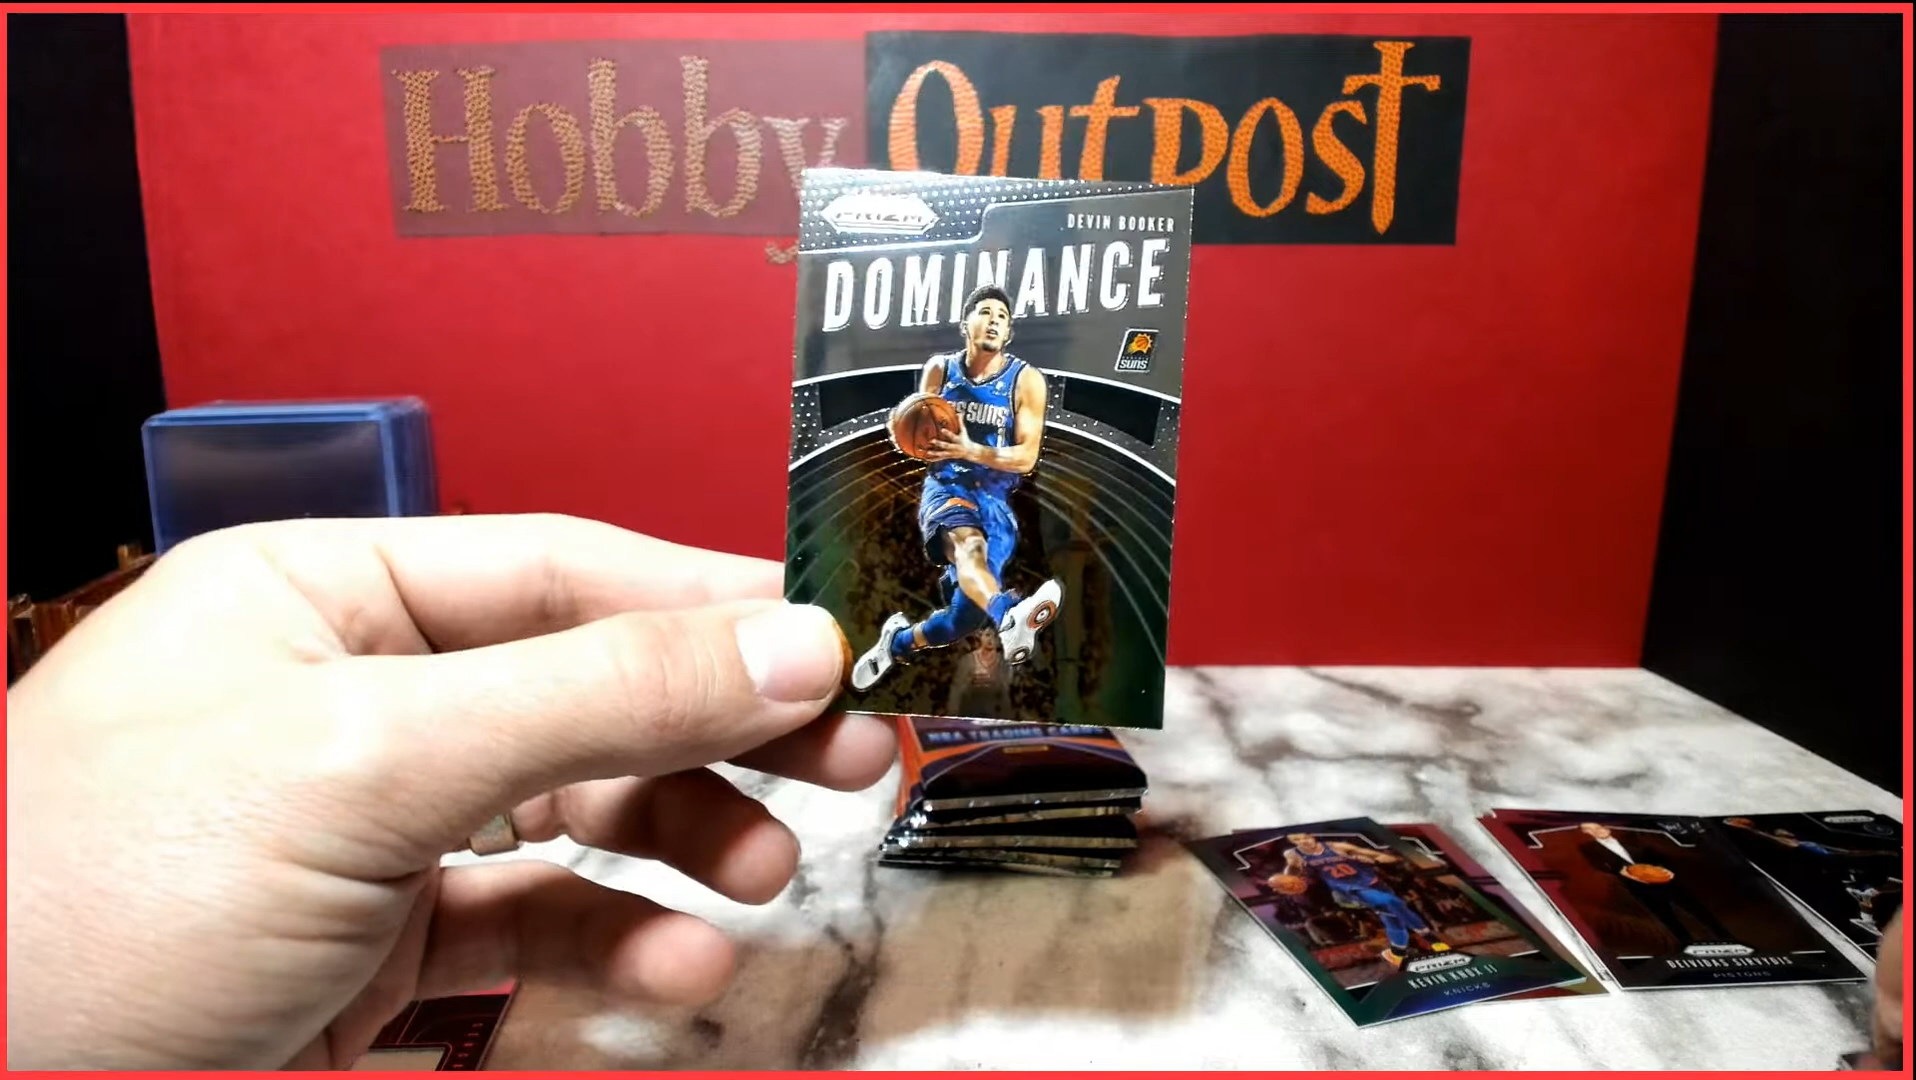 Hobby Outpost
PRIZM
DEVIN BOOKER
DOMINANCE
SUNS
SUNS
NBA TRADING CARDS
20
PRIZM
KEVIN KNOX II
KNICKS
PRIZM
DEIVIDAS SIRVYDIS
PISTONS